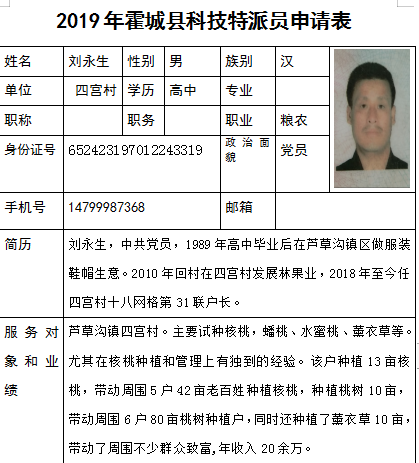 2019 年霍城县科技特派员申请表
姓名 刘永生 性别 男 族别 汉
单位 四宫村 学历 高中 专业
职称 职务 职业 粮农
身份证号 652423197012243319 政治面貌 党员
手机号 14799987368 邮箱
简历 刘永生，中共党员，1989 年高中毕业后在芦草沟镇区做服装
鞋帽生意。2010 年回村在四宫村发展林果业，2018 年至今任
四宫村十八网格第 31 联户长。
服务对 芦草沟镇四宫村。主要试种核桃，蟠桃、水蜜桃、薰衣草等。
象和业 尤其在核桃种植和管理上有独到的经验。该户种植 13 亩核
绩 桃，带动周围 5 户 42 亩老百姓种植核桃，种植桃树 10 亩，
带动周围 6 户 80 亩桃树种植户，同时还种植了薰衣草 10 亩，
带动了周围不少群众致富,年收入 20 余万。